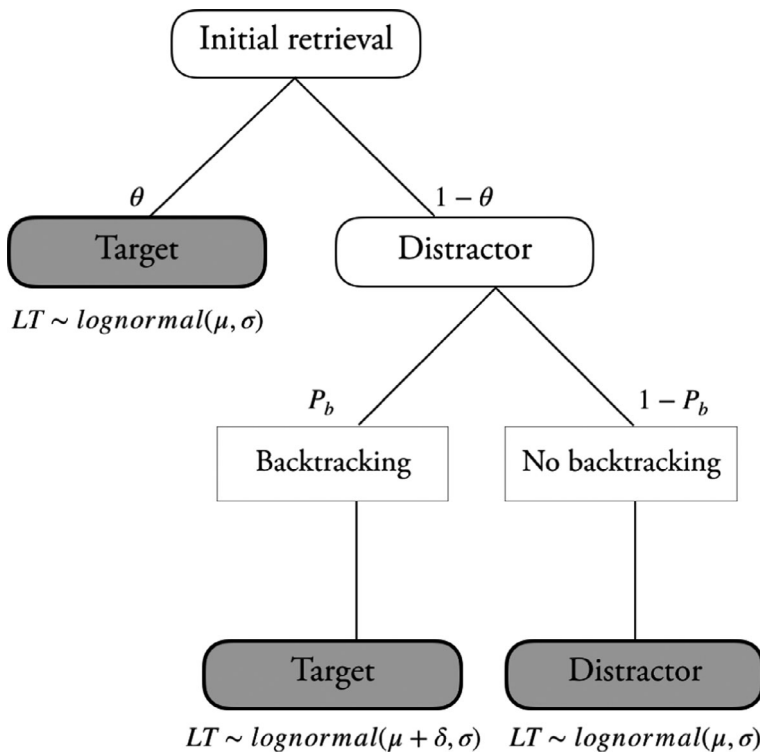 Initial retrieval
θ
1 − θ
Target
Distractor
LT ∼ lognormal(μ, σ)
P_b
1 − P_b
Backtracking
No backtracking
Target
Distractor
LT ∼ lognormal(μ + δ, σ)
LT ∼ lognormal(μ, σ)